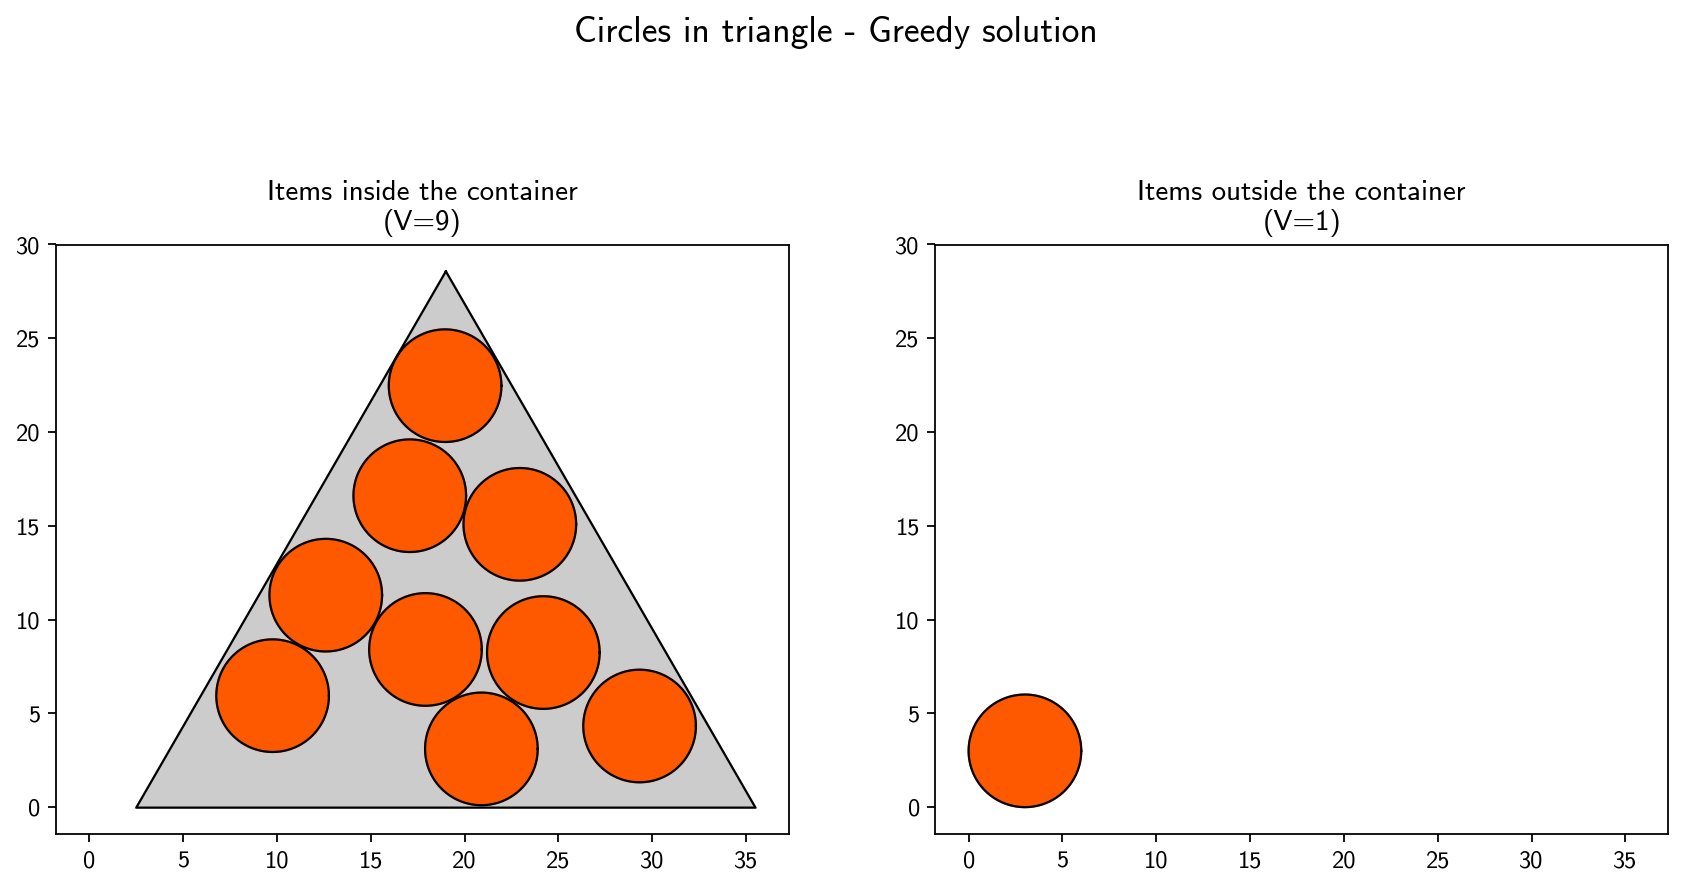 Circles in triangle - Greedy solution
Items inside the container
(V=9)
30
25
20
15
10
5
0
0 5 10 15 20 25 30 35
Items outside the container
(V=1)
30
25
20
15
10
5
0
0 5 10 15 20 25 30 35